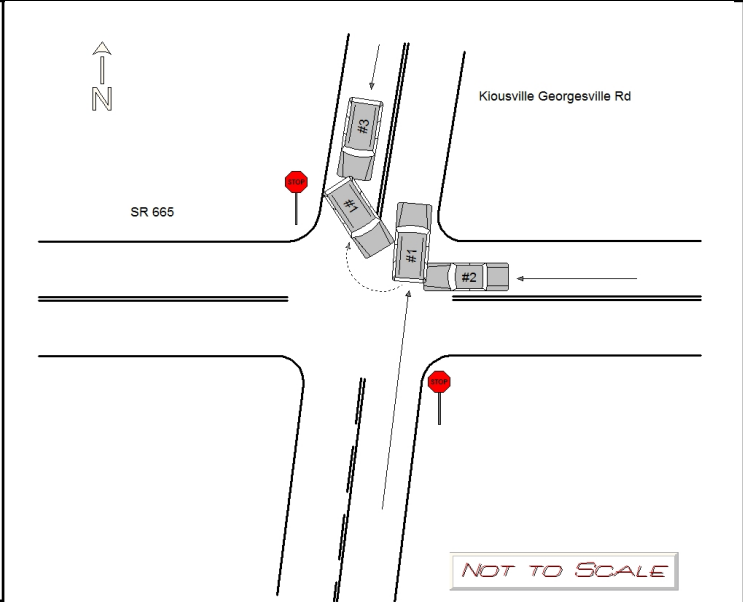 N
Kiousville Georgesville Rd
#3
STOP
SR 665
#1
#1
#2
STOP
NOT TO SCALE